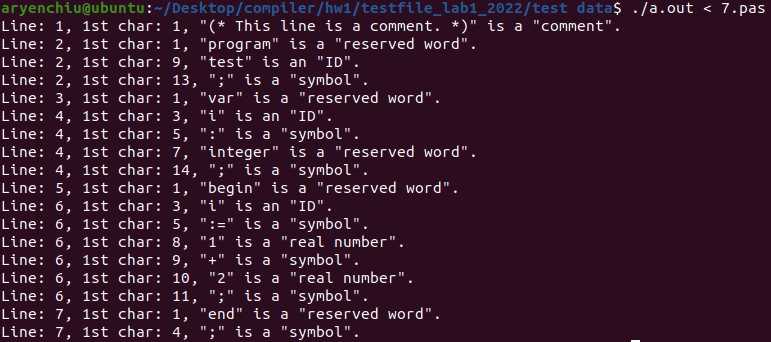 aryenchiu@ubuntu:~/Desktop/compiler/hw1/testfile_lab1_2022/test data$ ./a.out < 7.pas
Line: 1, 1st char: 1, "(* This line is a comment. *)" is a "comment".
Line: 2, 1st char: 1, "program" is a "reserved word".
Line: 2, 1st char: 9, "test" is an "ID".
Line: 2, 1st char: 13, ";" is a "symbol".
Line: 3, 1st char: 1, "var" is a "reserved word".
Line: 4, 1st char: 3, "i" is an "ID".
Line: 4, 1st char: 5, ":" is a "symbol".
Line: 4, 1st char: 7, "integer" is a "reserved word".
Line: 4, 1st char: 14, ";" is a "symbol".
Line: 5, 1st char: 1, "begin" is a "reserved word".
Line: 6, 1st char: 3, "i" is an "ID".
Line: 6, 1st char: 5, ":=" is a "symbol".
Line: 6, 1st char: 8, "1" is a "real number".
Line: 6, 1st char: 9, "+" is a "symbol".
Line: 6, 1st char: 10, "2" is a "real number".
Line: 6, 1st char: 11, ";" is a "symbol".
Line: 7, 1st char: 1, "end" is a "reserved word".
Line: 7, 1st char: 4, ";" is a "symbol".